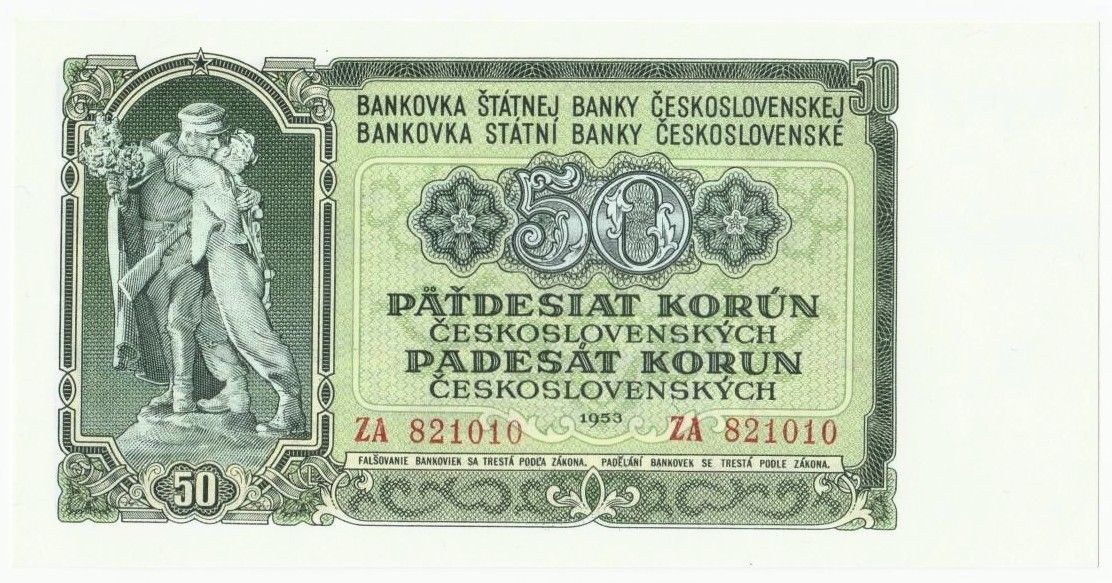 50
BANKOVKA ŠTÁTNEJ BANKY ČESKOSLOVENSKEJ
BANKOVKA STÁTNÍ BANKY ČESKOSLOVENSKÉ
50
PÄŤDESIAT KORÚN
ČESKOSLOVENSKÝCH
PADESÁT KORUN
ČESKOSLOVENSKÝCH
1953
ZA 821010 ZA 821010
FALŠOVANIE BANKOVIEK SA TRESTÁ PODĽA ZÁKONA. PADĚLÁNÍ BANKOVEK SE TRESTÁ PODLE ZÁKONA.
50